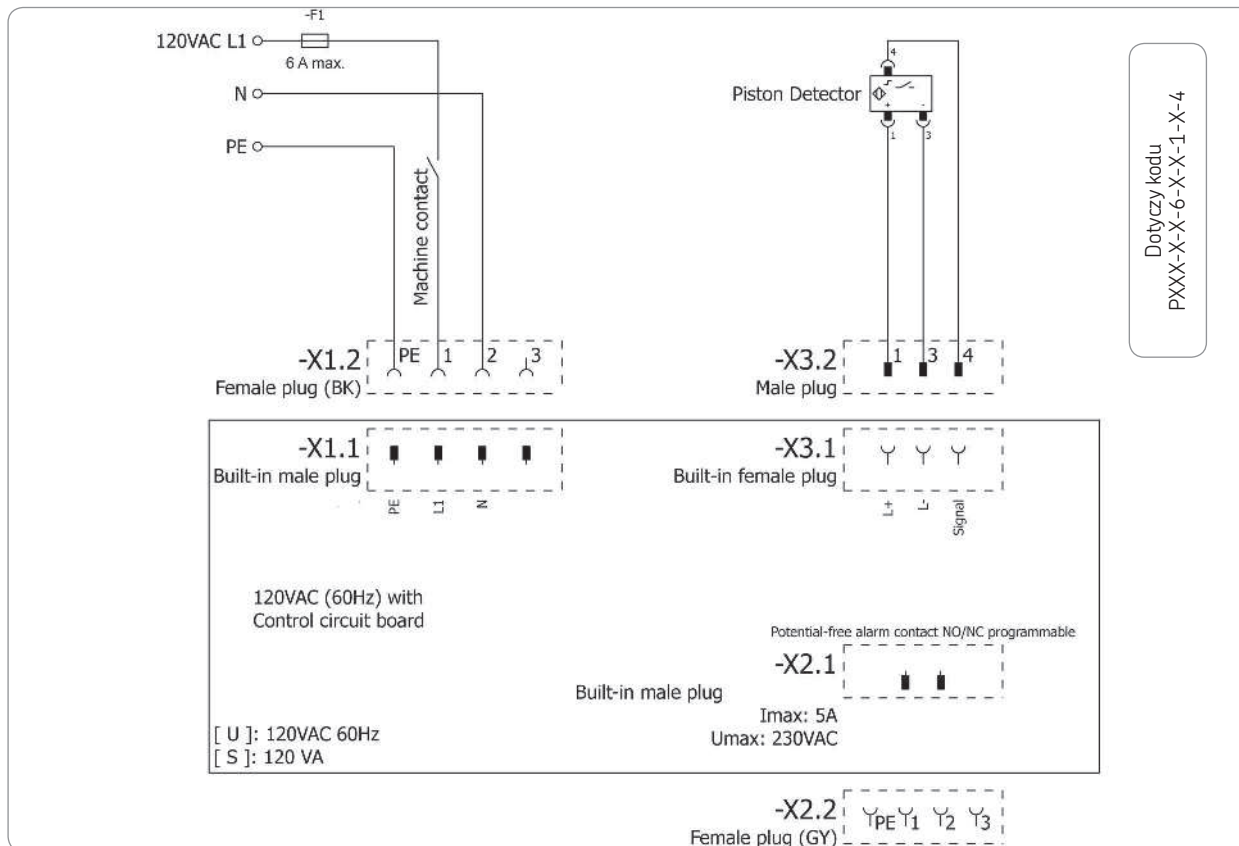 -F1
120VAC L1
6 A max.
N
PE
Machine contact
Piston Detector
4
+
-
1
3
Dotyczy kodu
PXXX-X-X-6-X-X-1-X-4
-X1.2
PE 1 2 3
Female plug (BK)
-X3.2
1 3 4
Male plug
-X1.1
Built-in male plug
PE
L1
N
-X3.1
Built-in female plug
L+
L-
Signal
120VAC (60Hz) with
Control circuit board
Potential-free alarm contact NO/NC programmable
-X2.1
Built-in male plug
Imax: 5A
Umax: 230VAC
[ U ]: 120VAC 60Hz
[ S ]: 120 VA
-X2.2
PE 1 2 3
Female plug (GY)